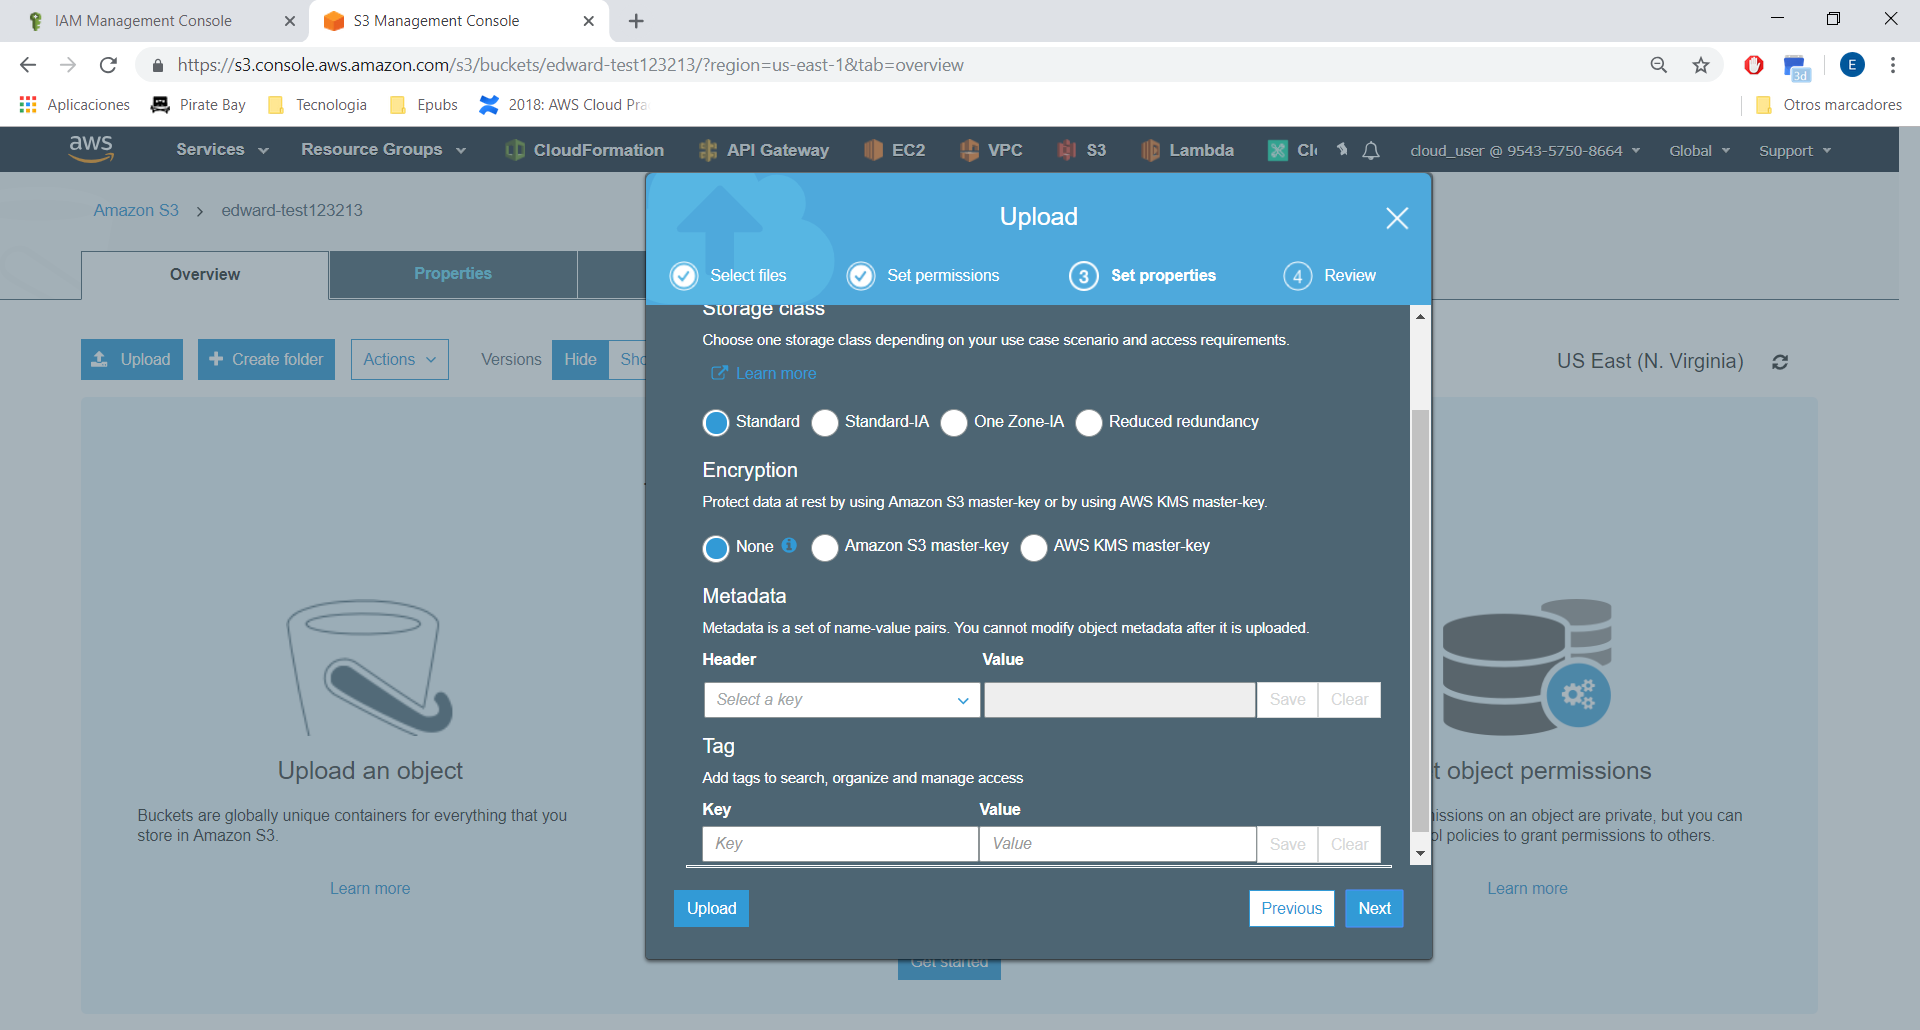 IAM Management Console
S3 Management Console
https://s3.console.aws.amazon.com/s3/buckets/edward-test123213/?region=us-east-1&tab=overview
3d
E
Aplicaciones
Pirate Bay
Tecnologia
Epubs
2018: AWS Cloud Pra
Otros marcadores
aws
Services
Resource Groups
CloudFormation
API Gateway
EC2
VPC
S3
Lambda
Cl
cloud_user @ 9543-5750-8664
Global
Support
Amazon S3 > edward-test123213
Overview
Properties
Upload
Create folder
Actions
Versions
Hide
Sho
US East (N. Virginia)
Upload an object
Buckets are globally unique containers for everything that you
store in Amazon S3.
Learn more
Upload
Select files
Set permissions
3 Set properties
4 Review
Storage class
Choose one storage class depending on your use case scenario and access requirements.
Learn more
Standard
Standard-IA
One Zone-IA
Reduced redundancy
Encryption
Protect data at rest by using Amazon S3 master-key or by using AWS KMS master-key.
None
Amazon S3 master-key
AWS KMS master-key
Metadata
Metadata is a set of name-value pairs. You cannot modify object metadata after it is uploaded.
Header
Value
Select a key
Save
Clear
Tag
Add tags to search, organize and manage access
Key
Value
Key
Value
Save
Clear
Upload
Previous
Next
Get started
t object permissions
issions on an object are private, but you can
ol policies to grant permissions to others.
Learn more